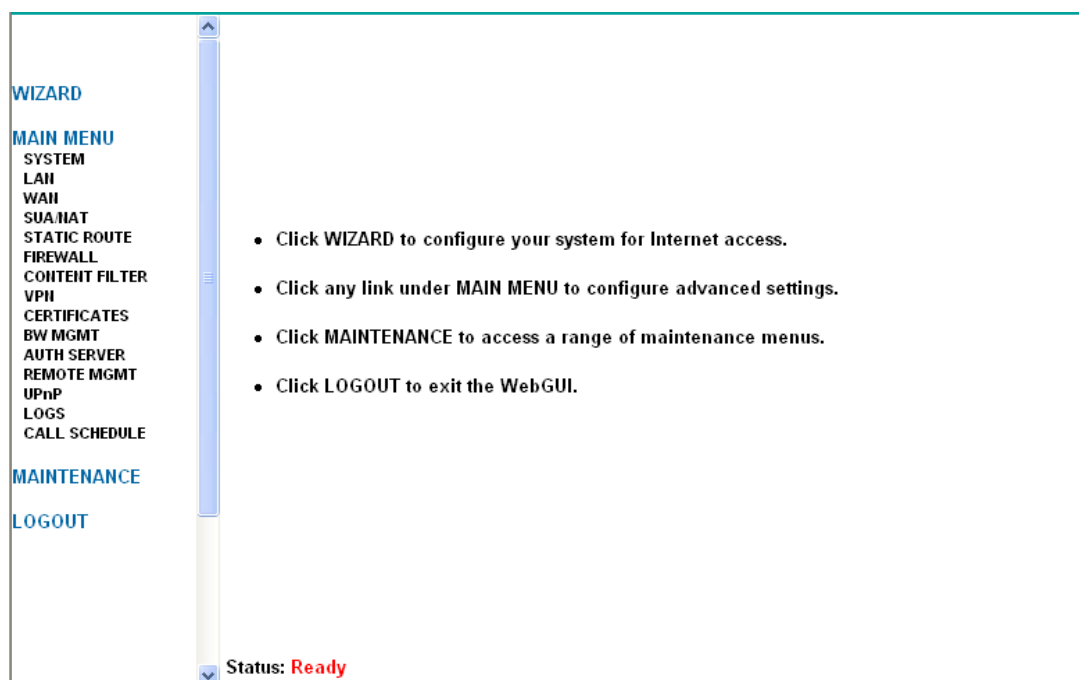 WIZARD
MAIN MENU
SYSTEM
LAN
WAN
SUA/NAT
STATIC ROUTE
FIREWALL
CONTENT FILTER
VPN
CERTIFICATES
BW MGMT
AUTH SERVER
REMOTE MGMT
UPnP
LOGS
CALL SCHEDULE
MAINTENANCE
LOGOUT
• Click WIZARD to configure your system for Internet access.
• Click any link under MAIN MENU to configure advanced settings.
• Click MAINTENANCE to access a range of maintenance menus.
• Click LOGOUT to exit the WebGUI.
Status: Ready